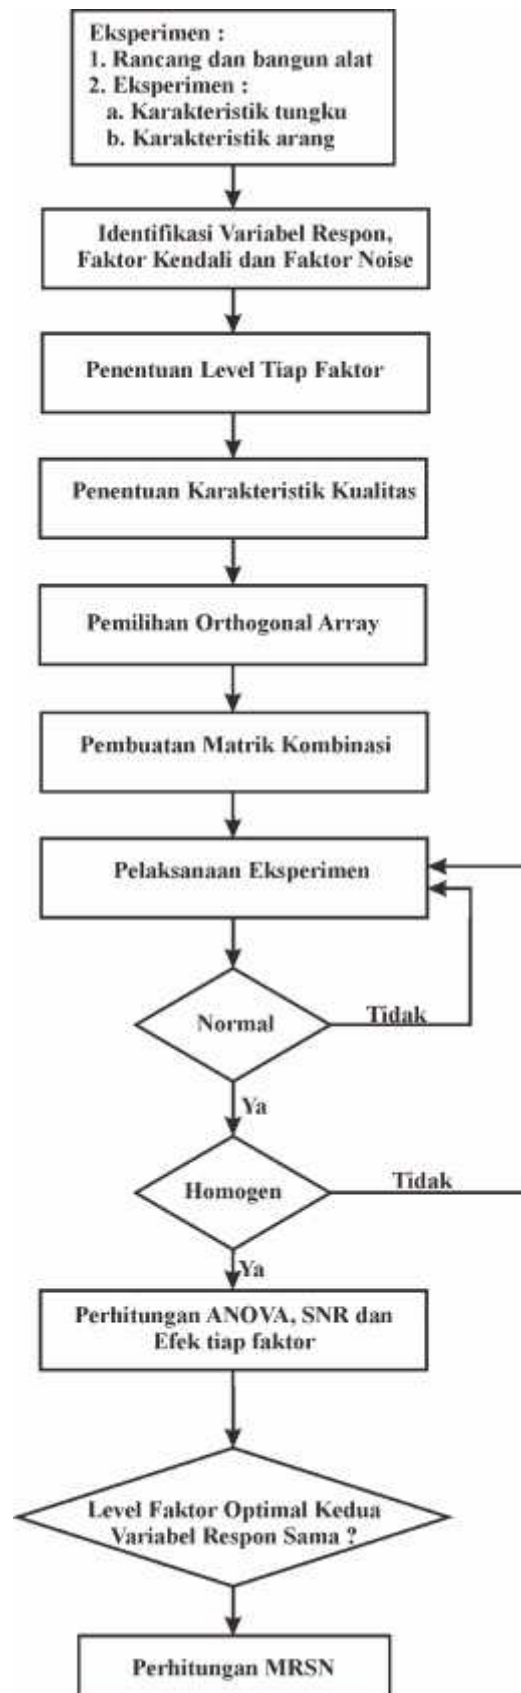 Eksperimen :
1. Rancang dan bangun alat
2. Eksperimen :
a. Karakteristik tungku
b. Karakteristik arang
Identifikasi Variabel Respon,
Faktor Kendali dan Faktor Noise
Penentuan Level Tiap Faktor
Penentuan Karakteristik Kualitas
Pemilihan Orthogonal Array
Pembuatan Matrik Kombinasi
Pelaksanaan Eksperimen
Normal
Tidak
Ya
Homogen
Tidak
Ya
Perhitungan ANOVA, SNR dan
Efek tiap faktor
Level Faktor Optimal Kedua
Variabel Respon Sama ?
Perhitungan MRSN